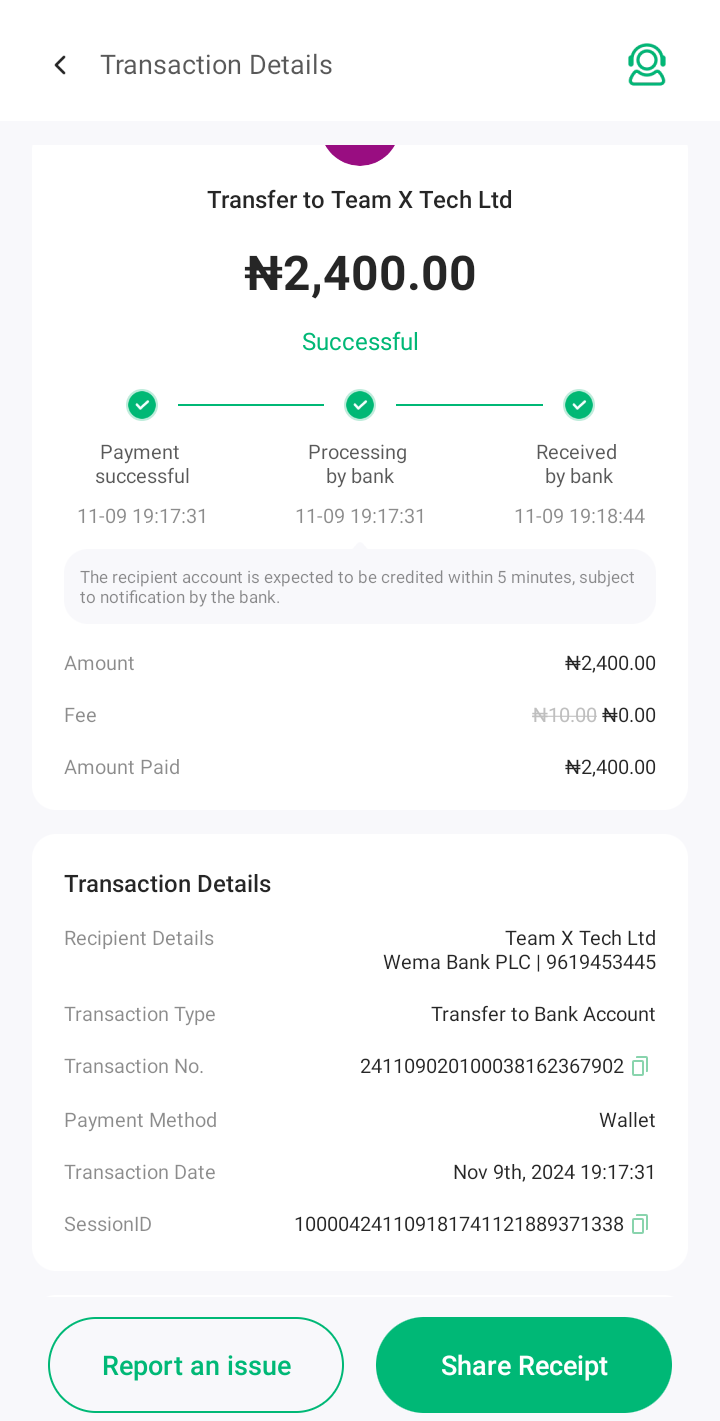 Transaction Details
Transfer to Team X Tech Ltd
₦2,400.00
Successful
Payment successful
Processing by bank
Received by bank
11-09 19:17:31
11-09 19:17:31
11-09 19:18:44
The recipient account is expected to be credited within 5 minutes, subject
to notification by the bank.
Amount ₦2,400.00
Fee ₦10.00 ₦0.00
Amount Paid ₦2,400.00
Transaction Details
Recipient Details Team X Tech Ltd
Wema Bank PLC | 9619453445
Transaction Type Transfer to Bank Account
Transaction No. 241109020100038162367902
Payment Method Wallet
Transaction Date Nov 9th, 2024 19:17:31
SessionID 100004241109181741121889371338
Report an issue Share Receipt